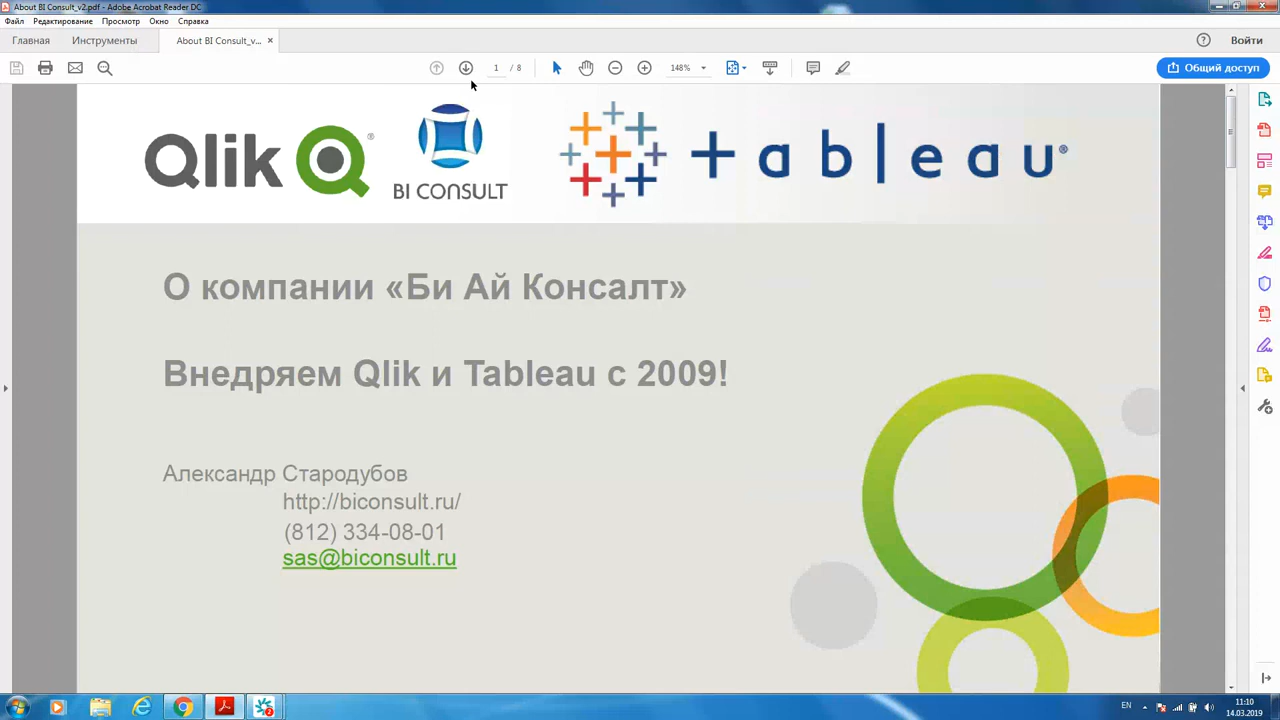 About BI Consult_v2.pdf - Adobe Acrobat Reader DC
Файл Редактирование Просмотр Окно Справка
Главная Инструменты About BI Consult_v... × Войти
1 / 8 148% Общий доступ
Qlik
BI CONSULT
+ a b | e a u
О компании «Би Ай Консалт»
Внедряем Qlik и Tableau с 2009!
Александр Стародубов
http://biconsult.ru/
(812) 334-08-01
sas@biconsult.ru
EN 11:10
14.03.2019